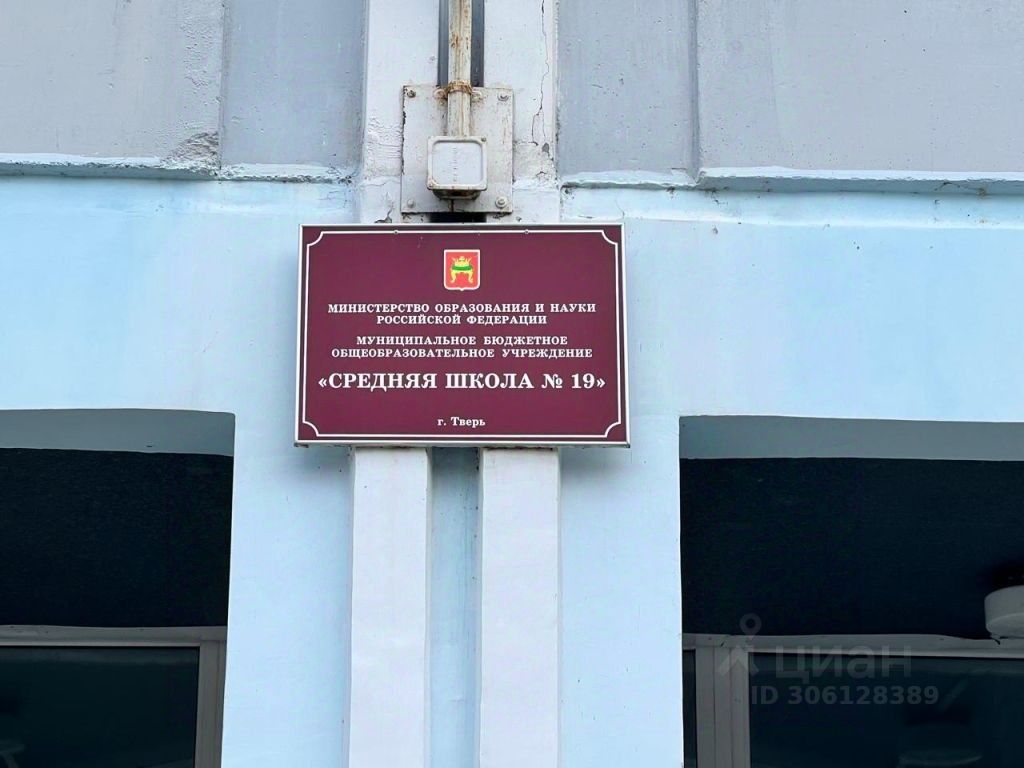 МИНИСТЕРСТВО ОБРАЗОВАНИЯ И НАУКИ
РОССИЙСКОЙ ФЕДЕРАЦИИ
МУНИЦИПАЛЬНОЕ БЮДЖЕТНОЕ
ОБЩЕОБРАЗОВАТЕЛЬНОЕ УЧРЕЖДЕНИЕ
«СРЕДНЯЯ ШКОЛА № 19»
г. Тверь
циан
ID 306128389